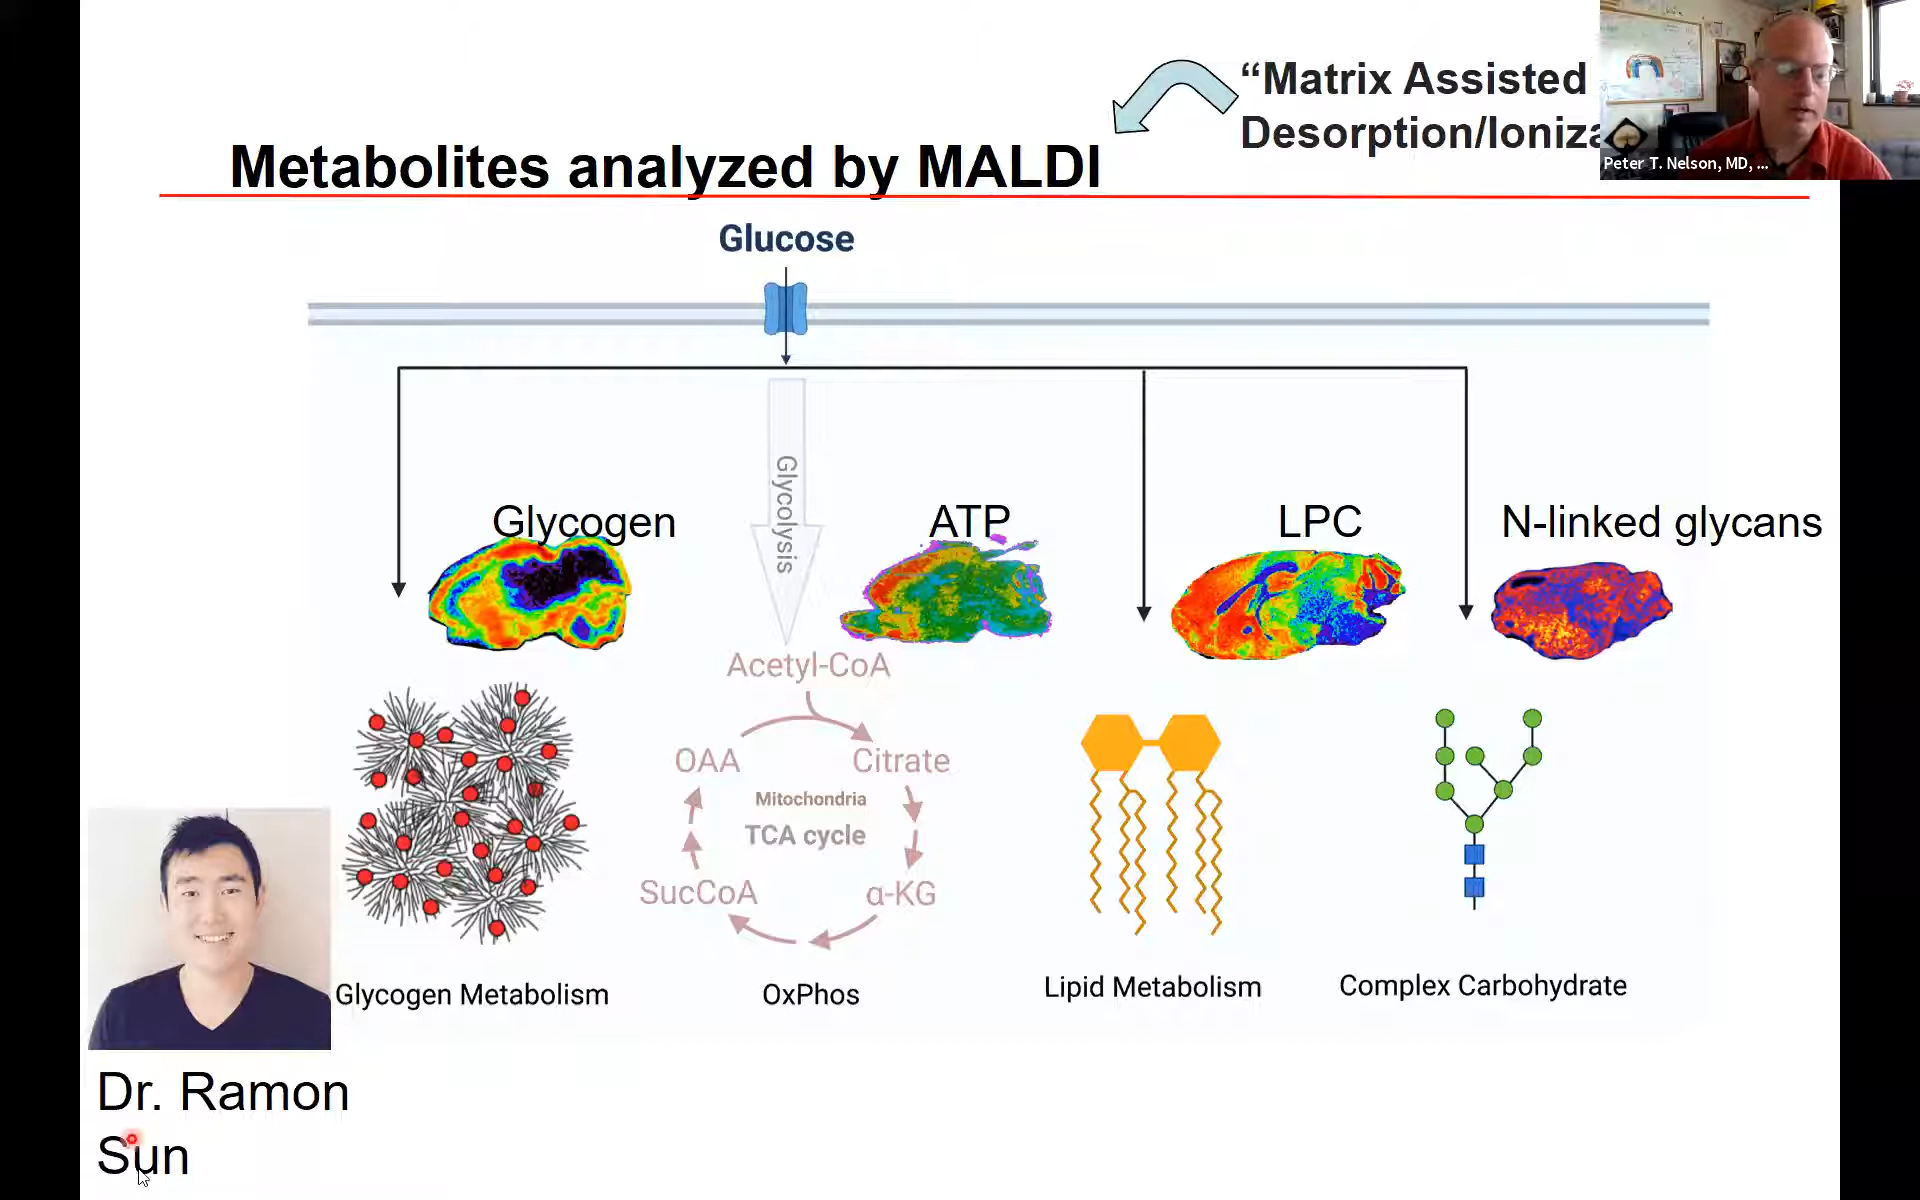 “Matrix Assisted
Desorption/Ioniza
Peter T. Nelson, MD, ...
Metabolites analyzed by MALDI
Glucose
Glycolysis
Glycogen
ATP
LPC
N-linked glycans
Acetyl-CoA
OAA
Citrate
Mitochondria
TCA cycle
SucCoA
α-KG
Glycogen Metabolism
OxPhos
Lipid Metabolism
Complex Carbohydrate
Dr. Ramon
Sun